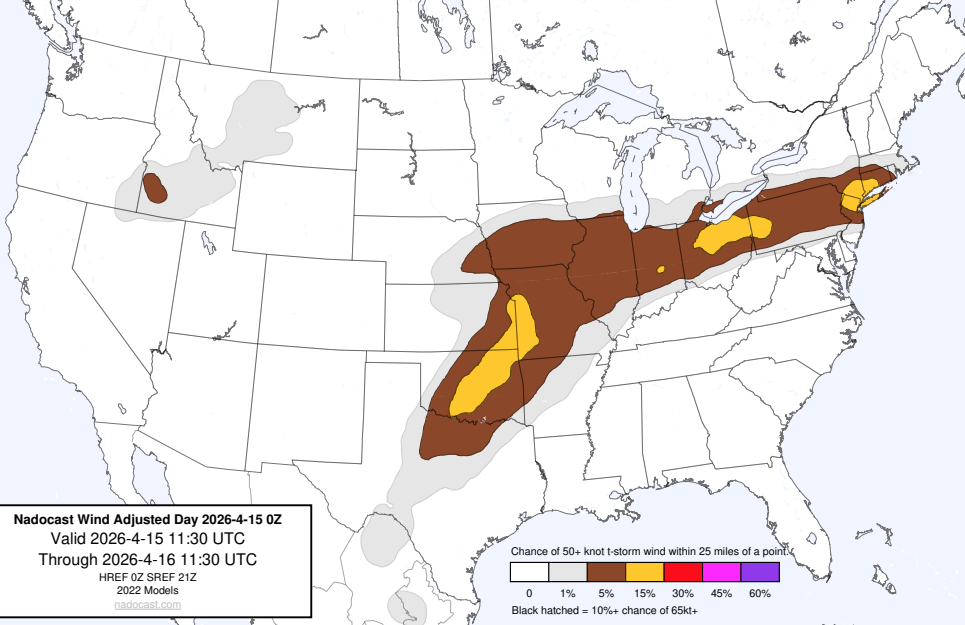 Nadocast Wind Adjusted Day 2026-4-15 0Z
Valid 2026-4-15 11:30 UTC
Through 2026-4-16 11:30 UTC
HREF 0Z SREF 21Z
2022 Models
nadocast.com
Chance of 50+ knot t-storm wind within 25 miles of a point.
0 1% 5% 15% 30% 45% 60%
Black hatched = 10%+ chance of 65kt+